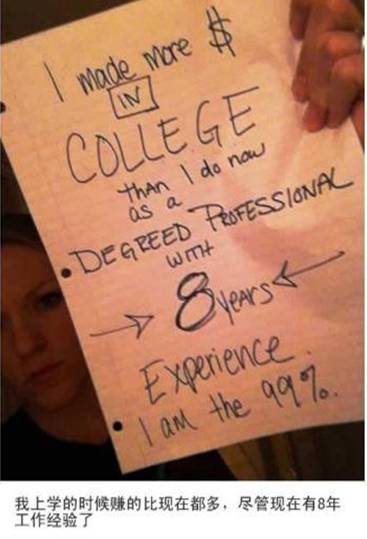 I made more $
IN
COLLEGE
than I do now
as a
DEGREED PROFESSIONAL
WITH
8 years
Experience.
I am the 99%.
我上学的时候赚的比现在都多，尽管现在有8年
工作经验了